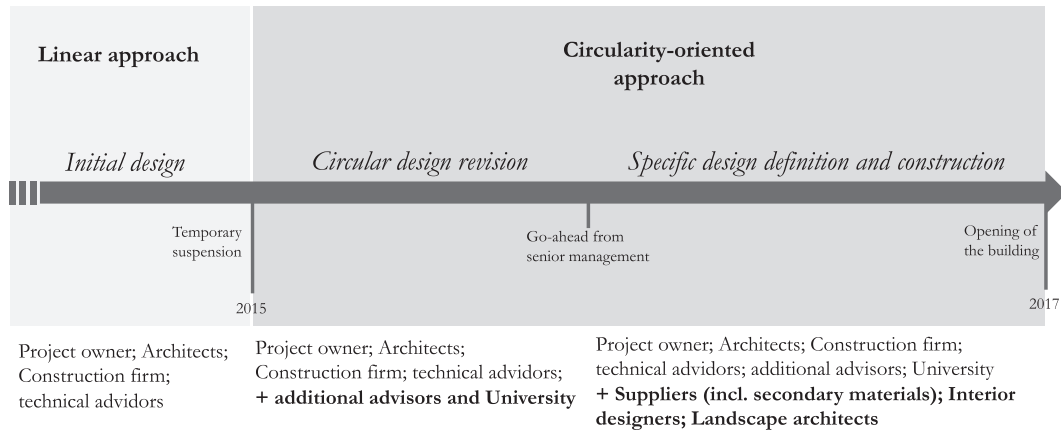 Linear approach
Circularity-oriented
approach
Initial design
Circular design revision
Specific design definition and construction
Temporary
suspension
Go-ahead from
senior management
Opening of
the building
2015
2017
Project owner; Architects;
Construction firm;
technical advidors
Project owner; Architects;
Construction firm; technical advidors;
+ additional advisors and University
Project owner; Architects; Construction firm;
technical advidors; additional advisors; University
+ Suppliers (incl. secondary materials); Interior
designers; Landscape architects